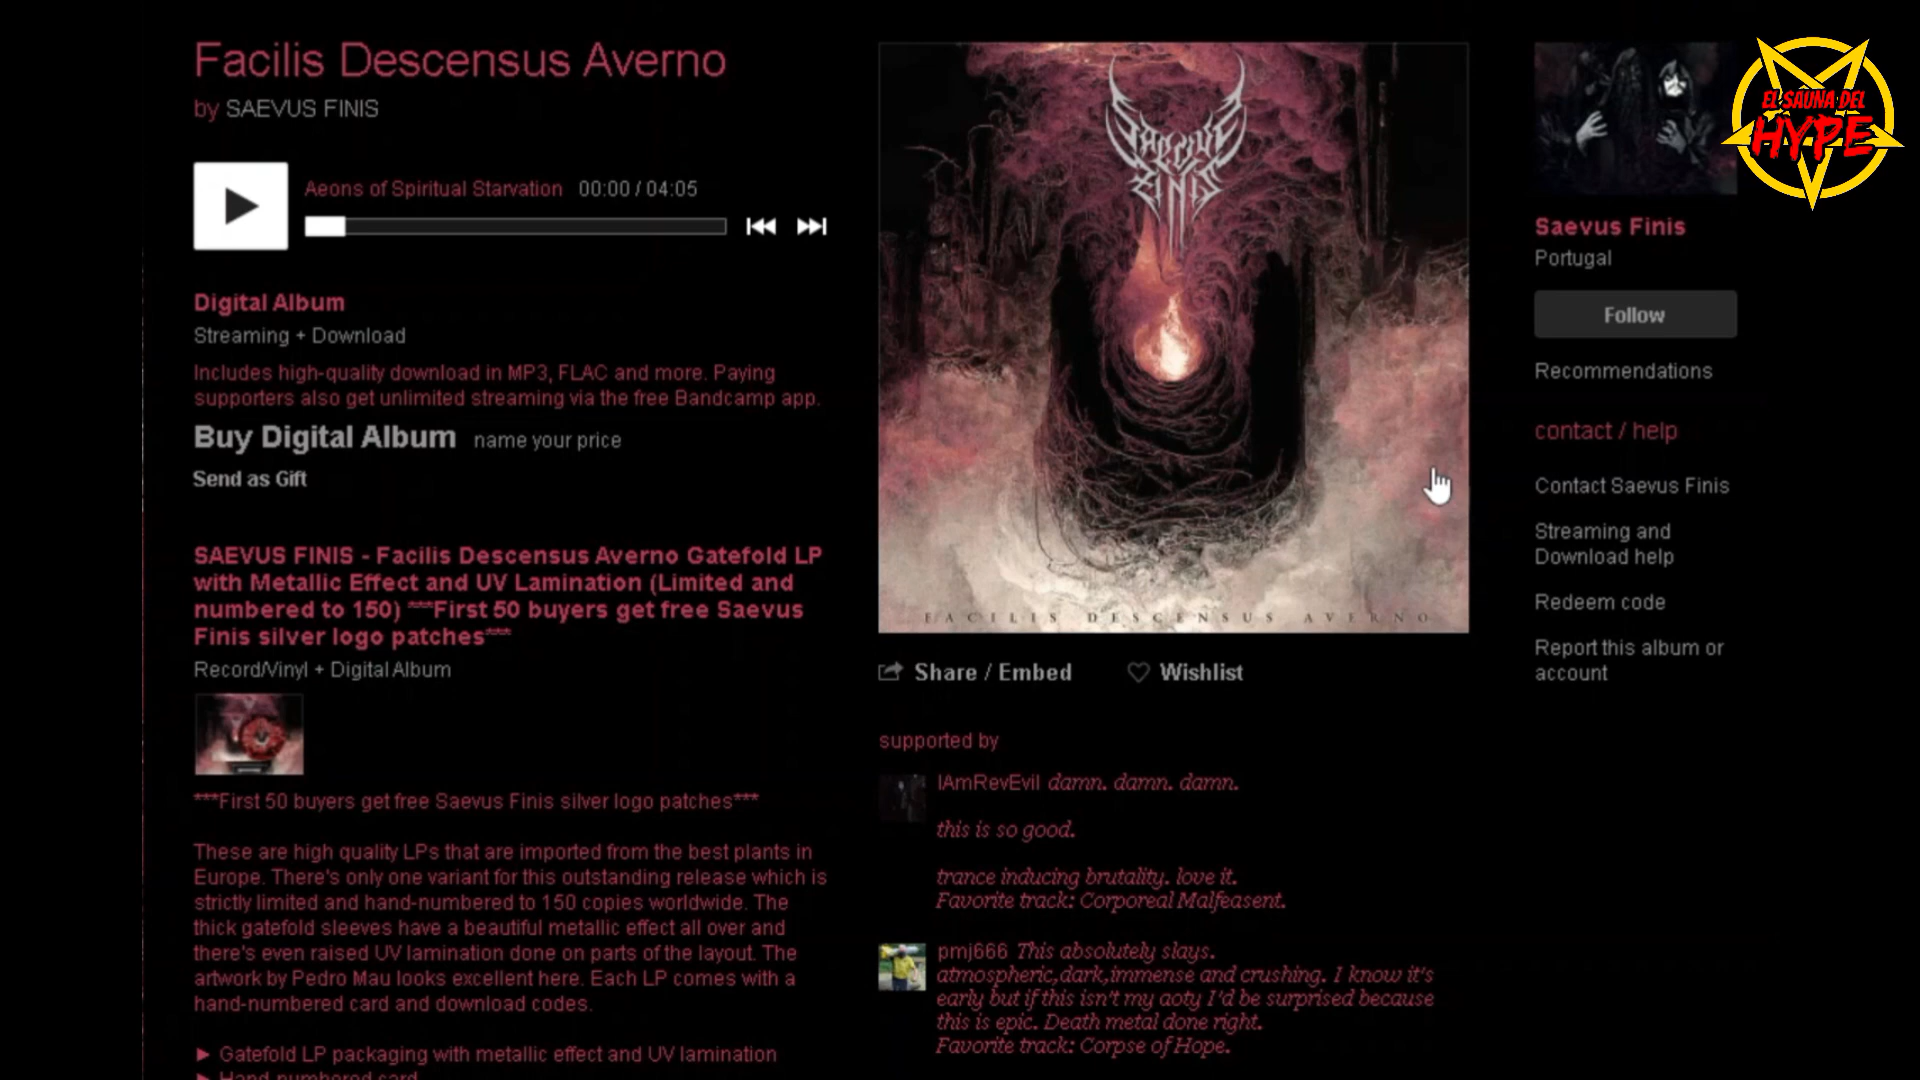 Facilis Descensus Averno
by SAEVUS FINIS
Aeons of Spiritual Starvation 00:00 / 04:05
Digital Album
Streaming + Download
Includes high-quality download in MP3, FLAC and more. Paying
supporters also get unlimited streaming via the free Bandcamp app.
Buy Digital Album name your price
Send as Gift
SAEVUS FINIS - Facilis Descensus Averno Gatefold LP
with Metallic Effect and UV Lamination (Limited and
numbered to 150) ***First 50 buyers get free Saevus
Finis silver logo patches***
Record/Vinyl + Digital Album
***First 50 buyers get free Saevus Finis silver logo patches***
These are high quality LPs that are imported from the best plants in
Europe. There's only one variant for this outstanding release which is
strictly limited and hand-numbered to 150 copies worldwide. The
thick gatefold sleeves have a beautiful metallic effect all over and
there's even raised UV lamination done on parts of the layout. The
artwork by Pedro Mau looks excellent here. Each LP comes with a
hand-numbered card and download codes.
► Gatefold LP packaging with metallic effect and UV lamination
► Hand-numbered card
SAEVUS
FINIS
FACILIS DESCENSUS AVERNO
Share / Embed Wishlist
supported by
IAmRevEvil damn. damn. damn.
this is so good.
trance inducing brutality. love it.
Favorite track: Corporeal Malfeasent.
pmj666 This absolutely slays.
atmospheric,dark,immense and crushing. I know it's
early but if this isn't my aoty I'd be surprised because
this is epic. Death metal done right.
Favorite track: Corpse of Hope.
EL SAUNA DEL
HYPE
Saevus Finis
Portugal
Follow
Recommendations
contact / help
Contact Saevus Finis
Streaming and
Download help
Redeem code
Report this album or
account